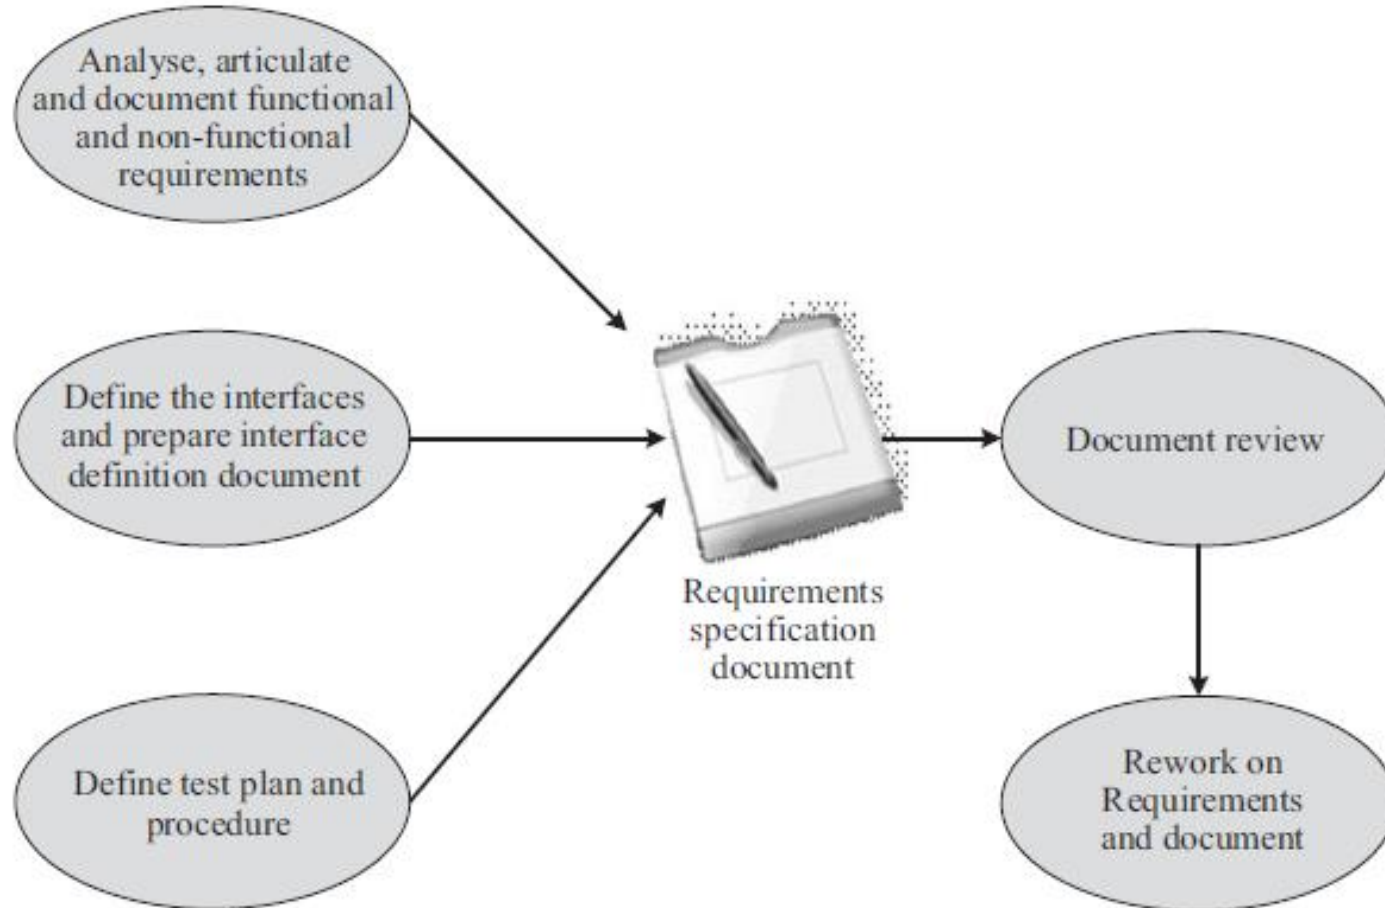 Analyse, articulate
and document functional
and non-functional
requirements
Define the interfaces
and prepare interface
definition document
Define test plan and
procedure
Requirements
specification
document
Document review
Rework on
Requirements
and document